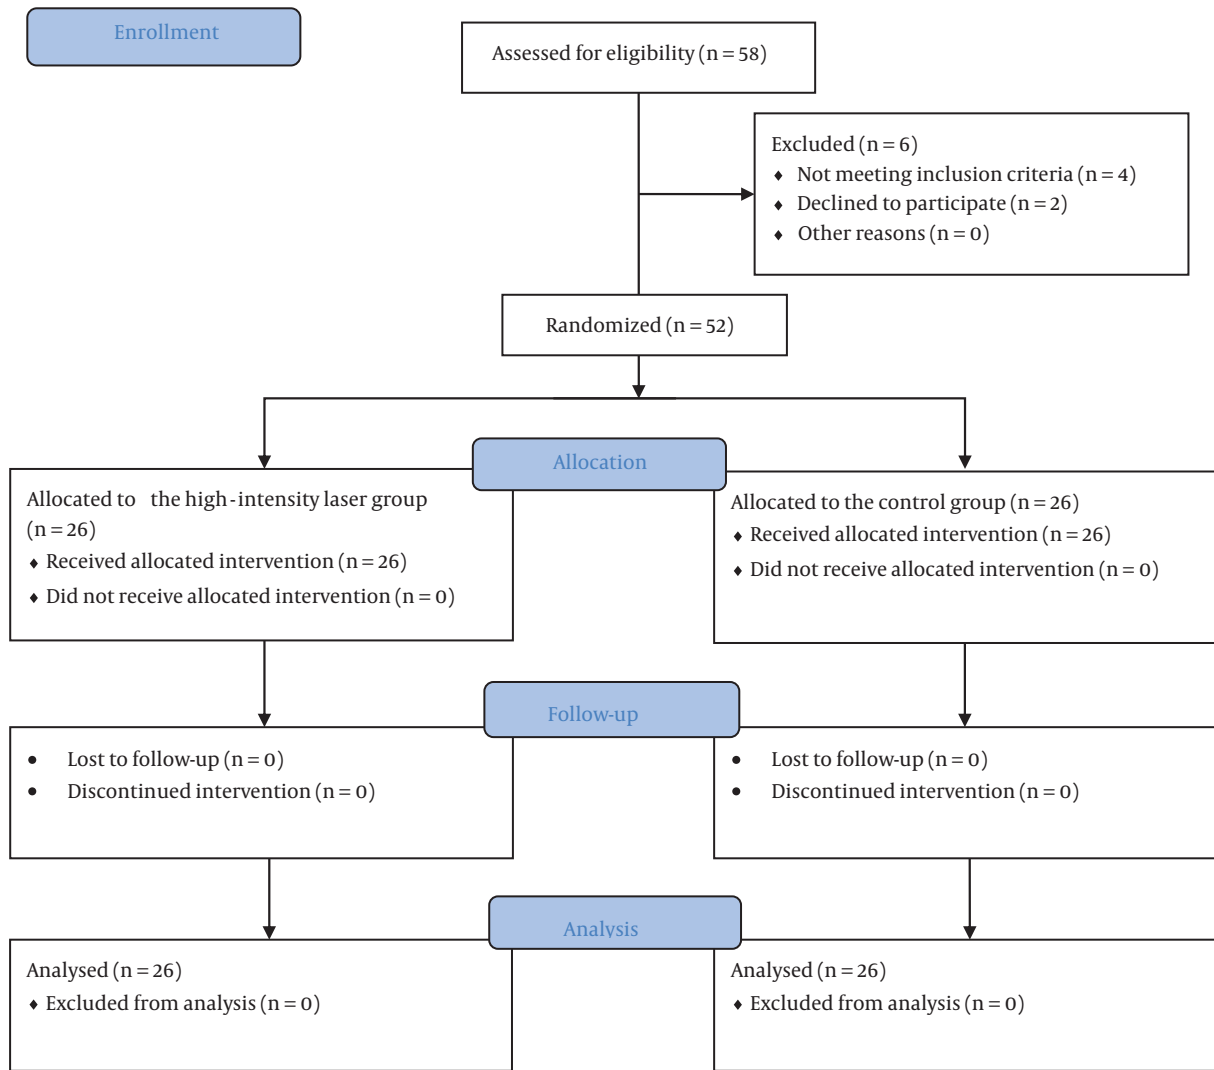 Enrollment
Assessed for eligibility (n = 58)
Excluded (n = 6)
♦ Not meeting inclusion criteria (n = 4)
♦ Declined to participate (n = 2)
♦ Other reasons (n = 0)
Randomized (n = 52)
Allocation
Allocated to the high-intensity laser group
(n = 26)
♦ Received allocated intervention (n = 26)
♦ Did not receive allocated intervention (n = 0)
Allocated to the control group (n = 26)
♦ Received allocated intervention (n = 26)
♦ Did not receive allocated intervention (n = 0)
Follow-up
• Lost to follow-up (n = 0)
• Discontinued intervention (n = 0)
• Lost to follow-up (n = 0)
• Discontinued intervention (n = 0)
Analysis
Analysed (n = 26)
♦ Excluded from analysis (n = 0)
Analysed (n = 26)
♦ Excluded from analysis (n = 0)